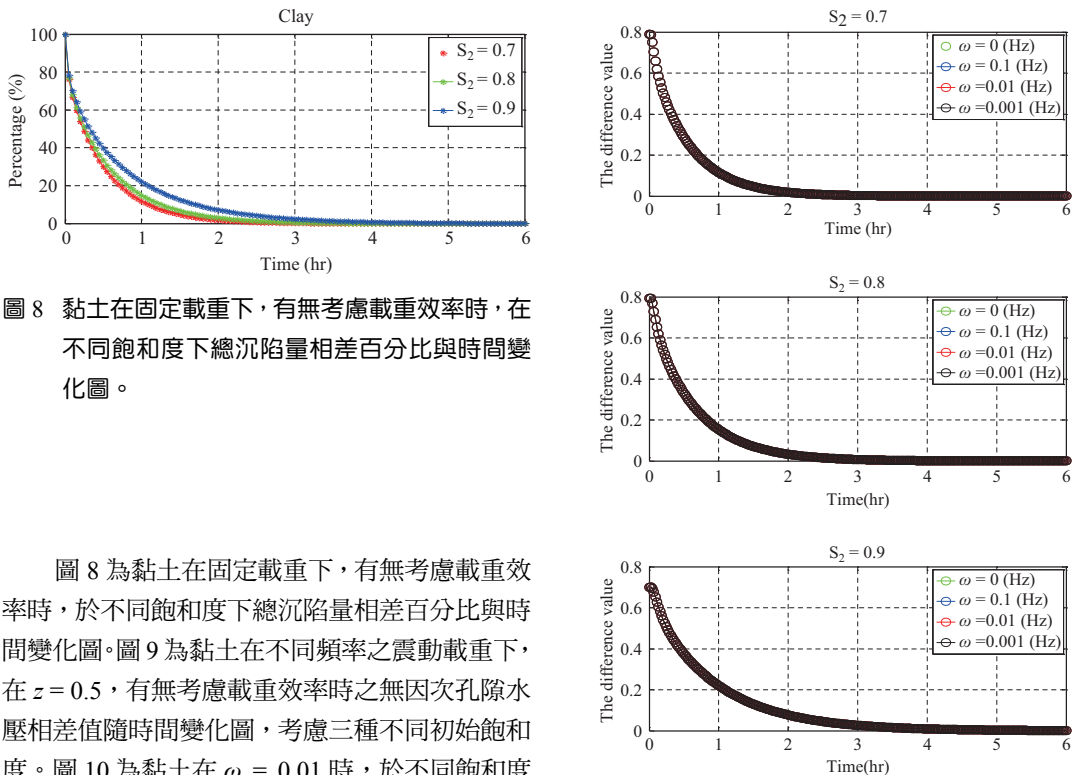 Clay
Percentage (%)
100
80
60
40
20
0
S2 = 0.7
S2 = 0.8
S2 = 0.9
0 1 2 3 4 5 6
Time (hr)
圖 8 黏土在固定載重下,有無考慮載重效率時,在
不同飽和度下總沉陷量相差百分比與時間變
化圖。
圖 8 為黏土在固定載重下,有無考慮載重效
率時,於不同飽和度下總沉陷量相差百分比與時
間變化圖。圖 9 為黏土在不同頻率之震動載重下,
在 z = 0.5,有無考慮載重效率時之無因次孔隙水
壓相差值隨時間變化圖,考慮三種不同初始飽和
度。圖 10 為黏土在 ω = 0.01 時,於不同飽和度
S2 = 0.7
The difference value
0.8
0.6
0.4
0.2
0
ω = 0 (Hz)
ω = 0.1 (Hz)
ω =0.01 (Hz)
ω =0.001 (Hz)
0 1 2 3 4 5 6
Time (hr)
S2 = 0.8
The difference value
0.8
0.6
0.4
0.2
0
ω = 0 (Hz)
ω = 0.1 (Hz)
ω =0.01 (Hz)
ω =0.001 (Hz)
0 1 2 3 4 5 6
Time(hr)
S2 = 0.9
The difference value
0.8
0.6
0.4
0.2
0
ω = 0 (Hz)
ω = 0.1 (Hz)
ω =0.01 (Hz)
ω =0.001 (Hz)
0 1 2 3 4 5 6
Time(hr)